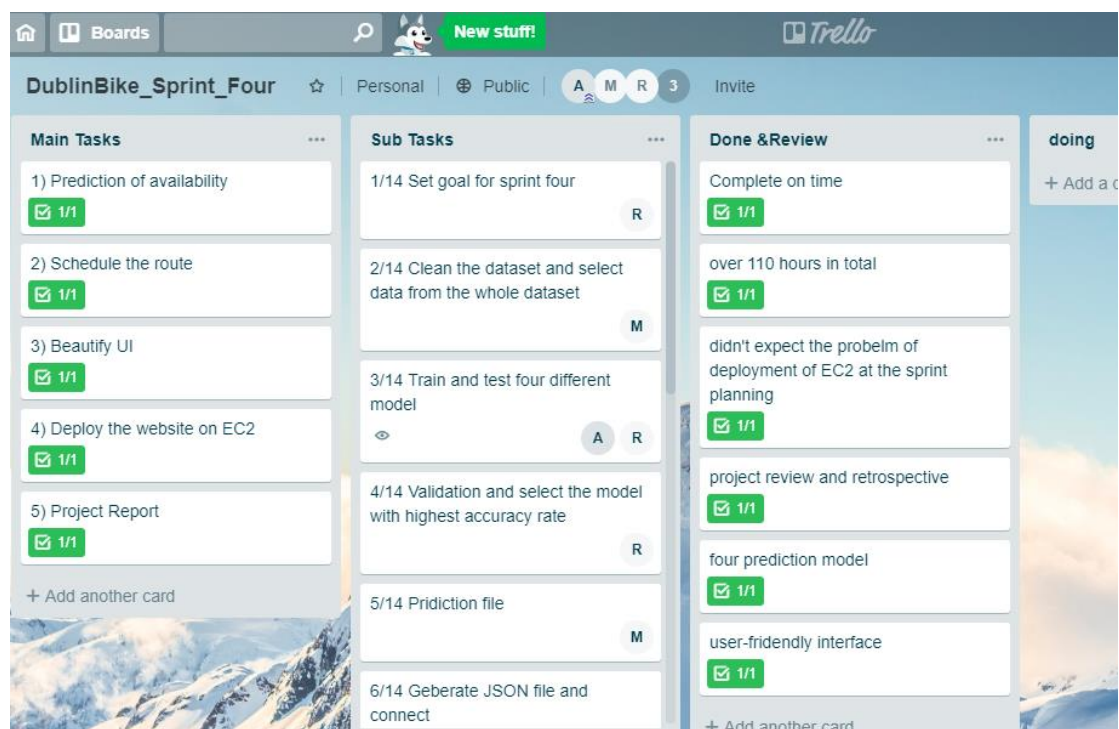 Boards
New stuff!
Trello
DublinBike_Sprint_Four
Personal
Public
A
M
R
3
Invite
Main Tasks
1) Prediction of availability
1/1
2) Schedule the route
1/1
3) Beautify UI
1/1
4) Deploy the website on EC2
1/1
5) Project Report
1/1
+ Add another card
Sub Tasks
1/14 Set goal for sprint four
R
2/14 Clean the dataset and select
data from the whole dataset
M
3/14 Train and test four different
model
A R
4/14 Validation and select the model
with highest accuracy rate
R
5/14 Pridiction file
M
6/14 Geberate JSON file and
connect
Done &Review
Complete on time
1/1
over 110 hours in total
1/1
didn't expect the probelm of
deployment of EC2 at the sprint
planning
1/1
project review and retrospective
1/1
four prediction model
1/1
user-fridendly interface
1/1
+ Add another card
doing
+ Add a